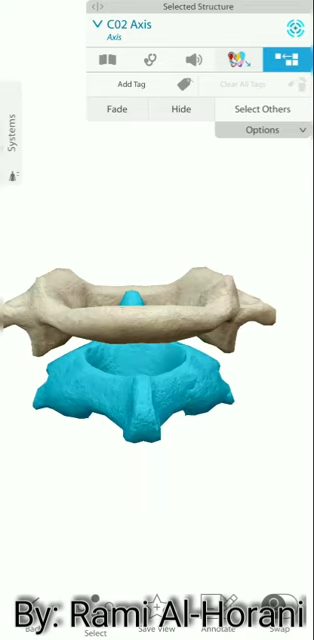 Selected Structure
C02 Axis
Axis
Add Tag
Clear All Tags
Fade
Hide
Select Others
Options
Systems
Back
Select
Save View
Annotate
Swap
By: Rami Al-Horani